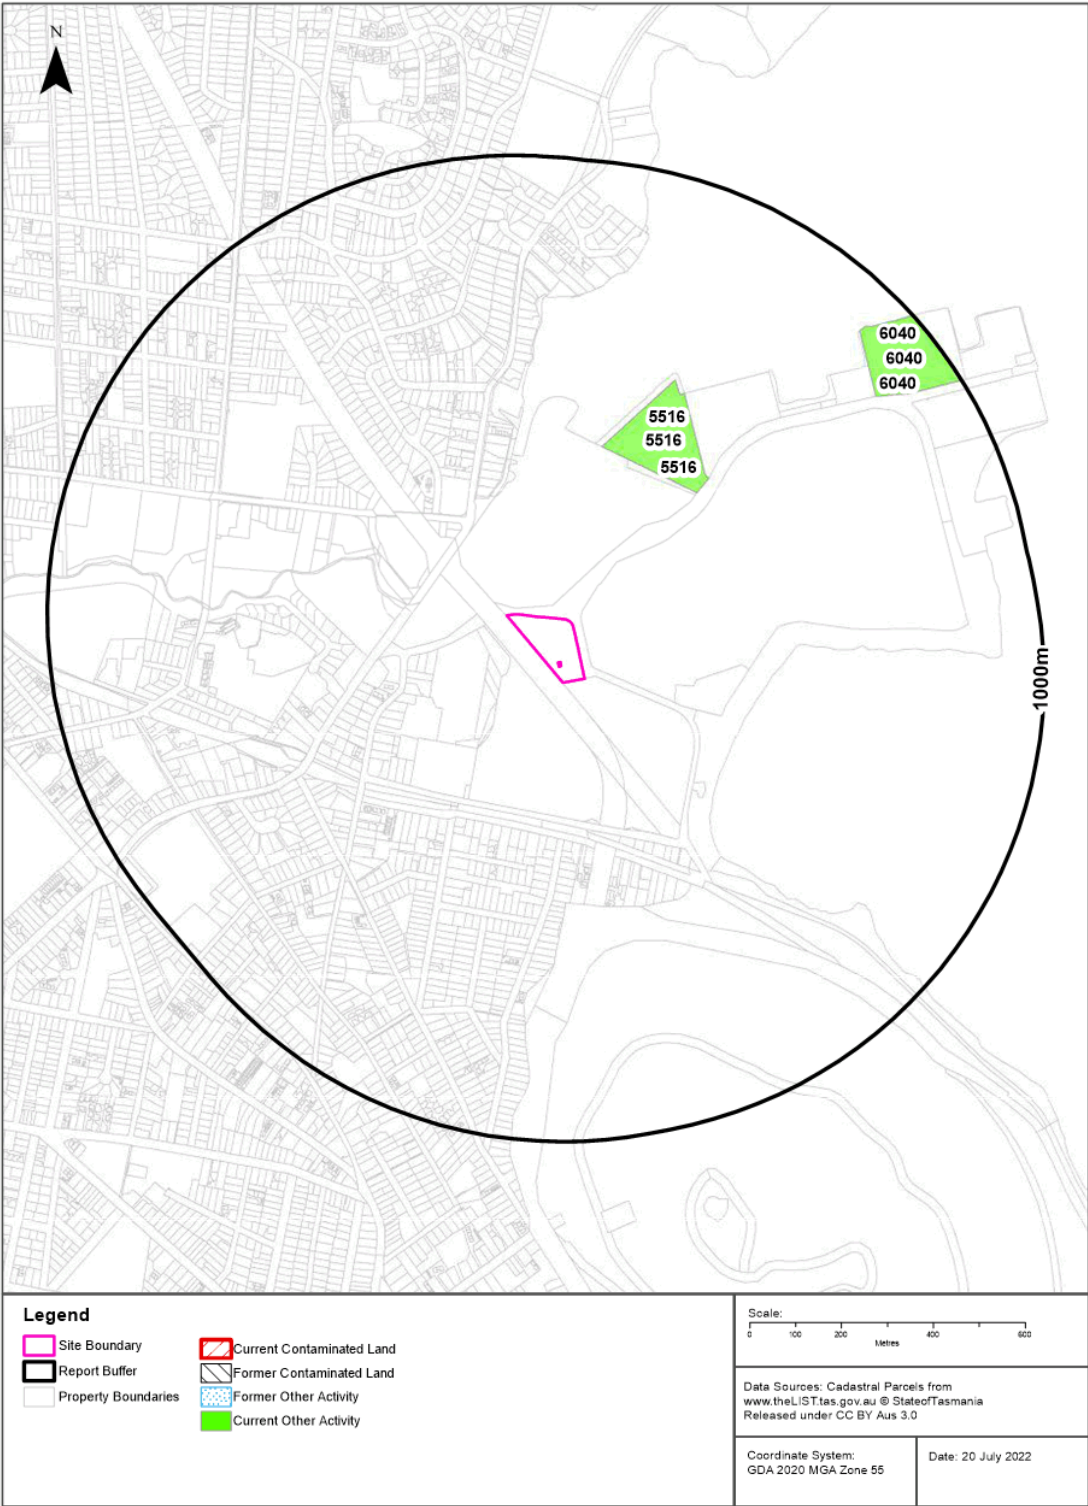 N
6040
6040
6040
5516
5516
5516
1000m
Legend
Site Boundary
Report Buffer
Property Boundaries
Current Contaminated Land
Former Contaminated Land
Former Other Activity
Current Other Activity
Scale:
0 100 200 400 600
Metres
Data Sources: Cadastral Parcels from
www.theLIST.tas.gov.au © StateofTasmania
Released under CC BY Aus 3.0
Coordinate System:
GDA 2020 MGA Zone 55
Date: 20 July 2022